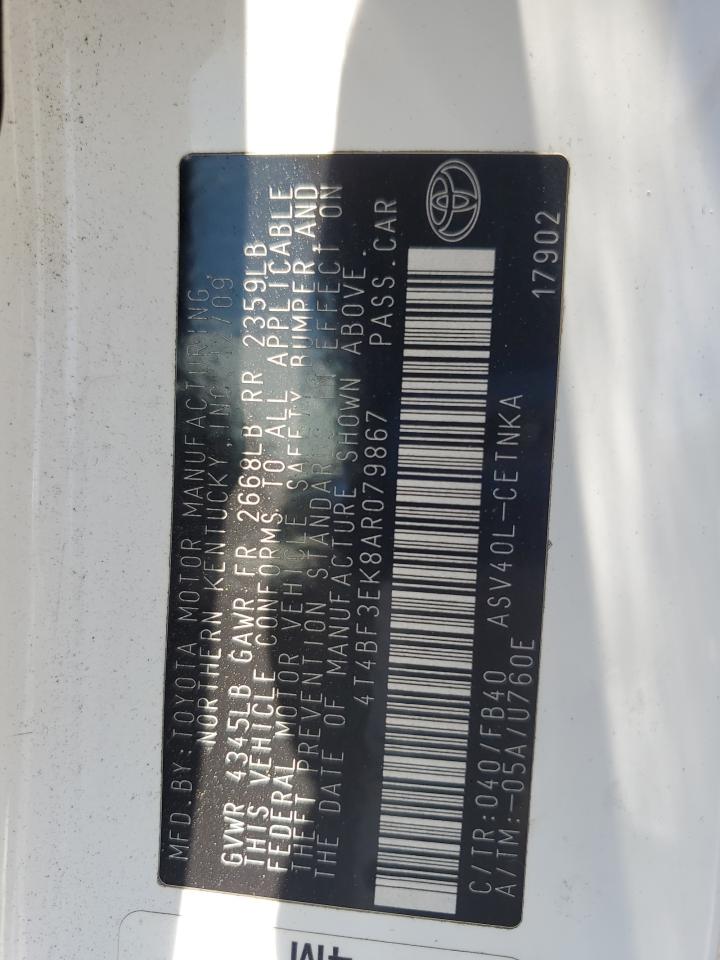 MFD.BY:TOYOTA MOTOR MANUFACTURING
NORTHERN KENTUCKY,INC. 12/09
GVWR 4345LB GAWR FR 2668LB RR 2359LB
THIS VEHICLE CONFORMS TO ALL APPLICABLE
FEDERAL MOTOR VEHICLE SAFETY, BUMPER AND
THEFT PREVENTION STANDARDS IN EFFECT ON
THE DATE OF MANUFACTURE SHOWN ABOVE.
4T4BF3EK8AR079867 PASS.CAR
C/TR:040/FB40 ASV40L-CETNKA
A/TM:-05A/U760E 17902